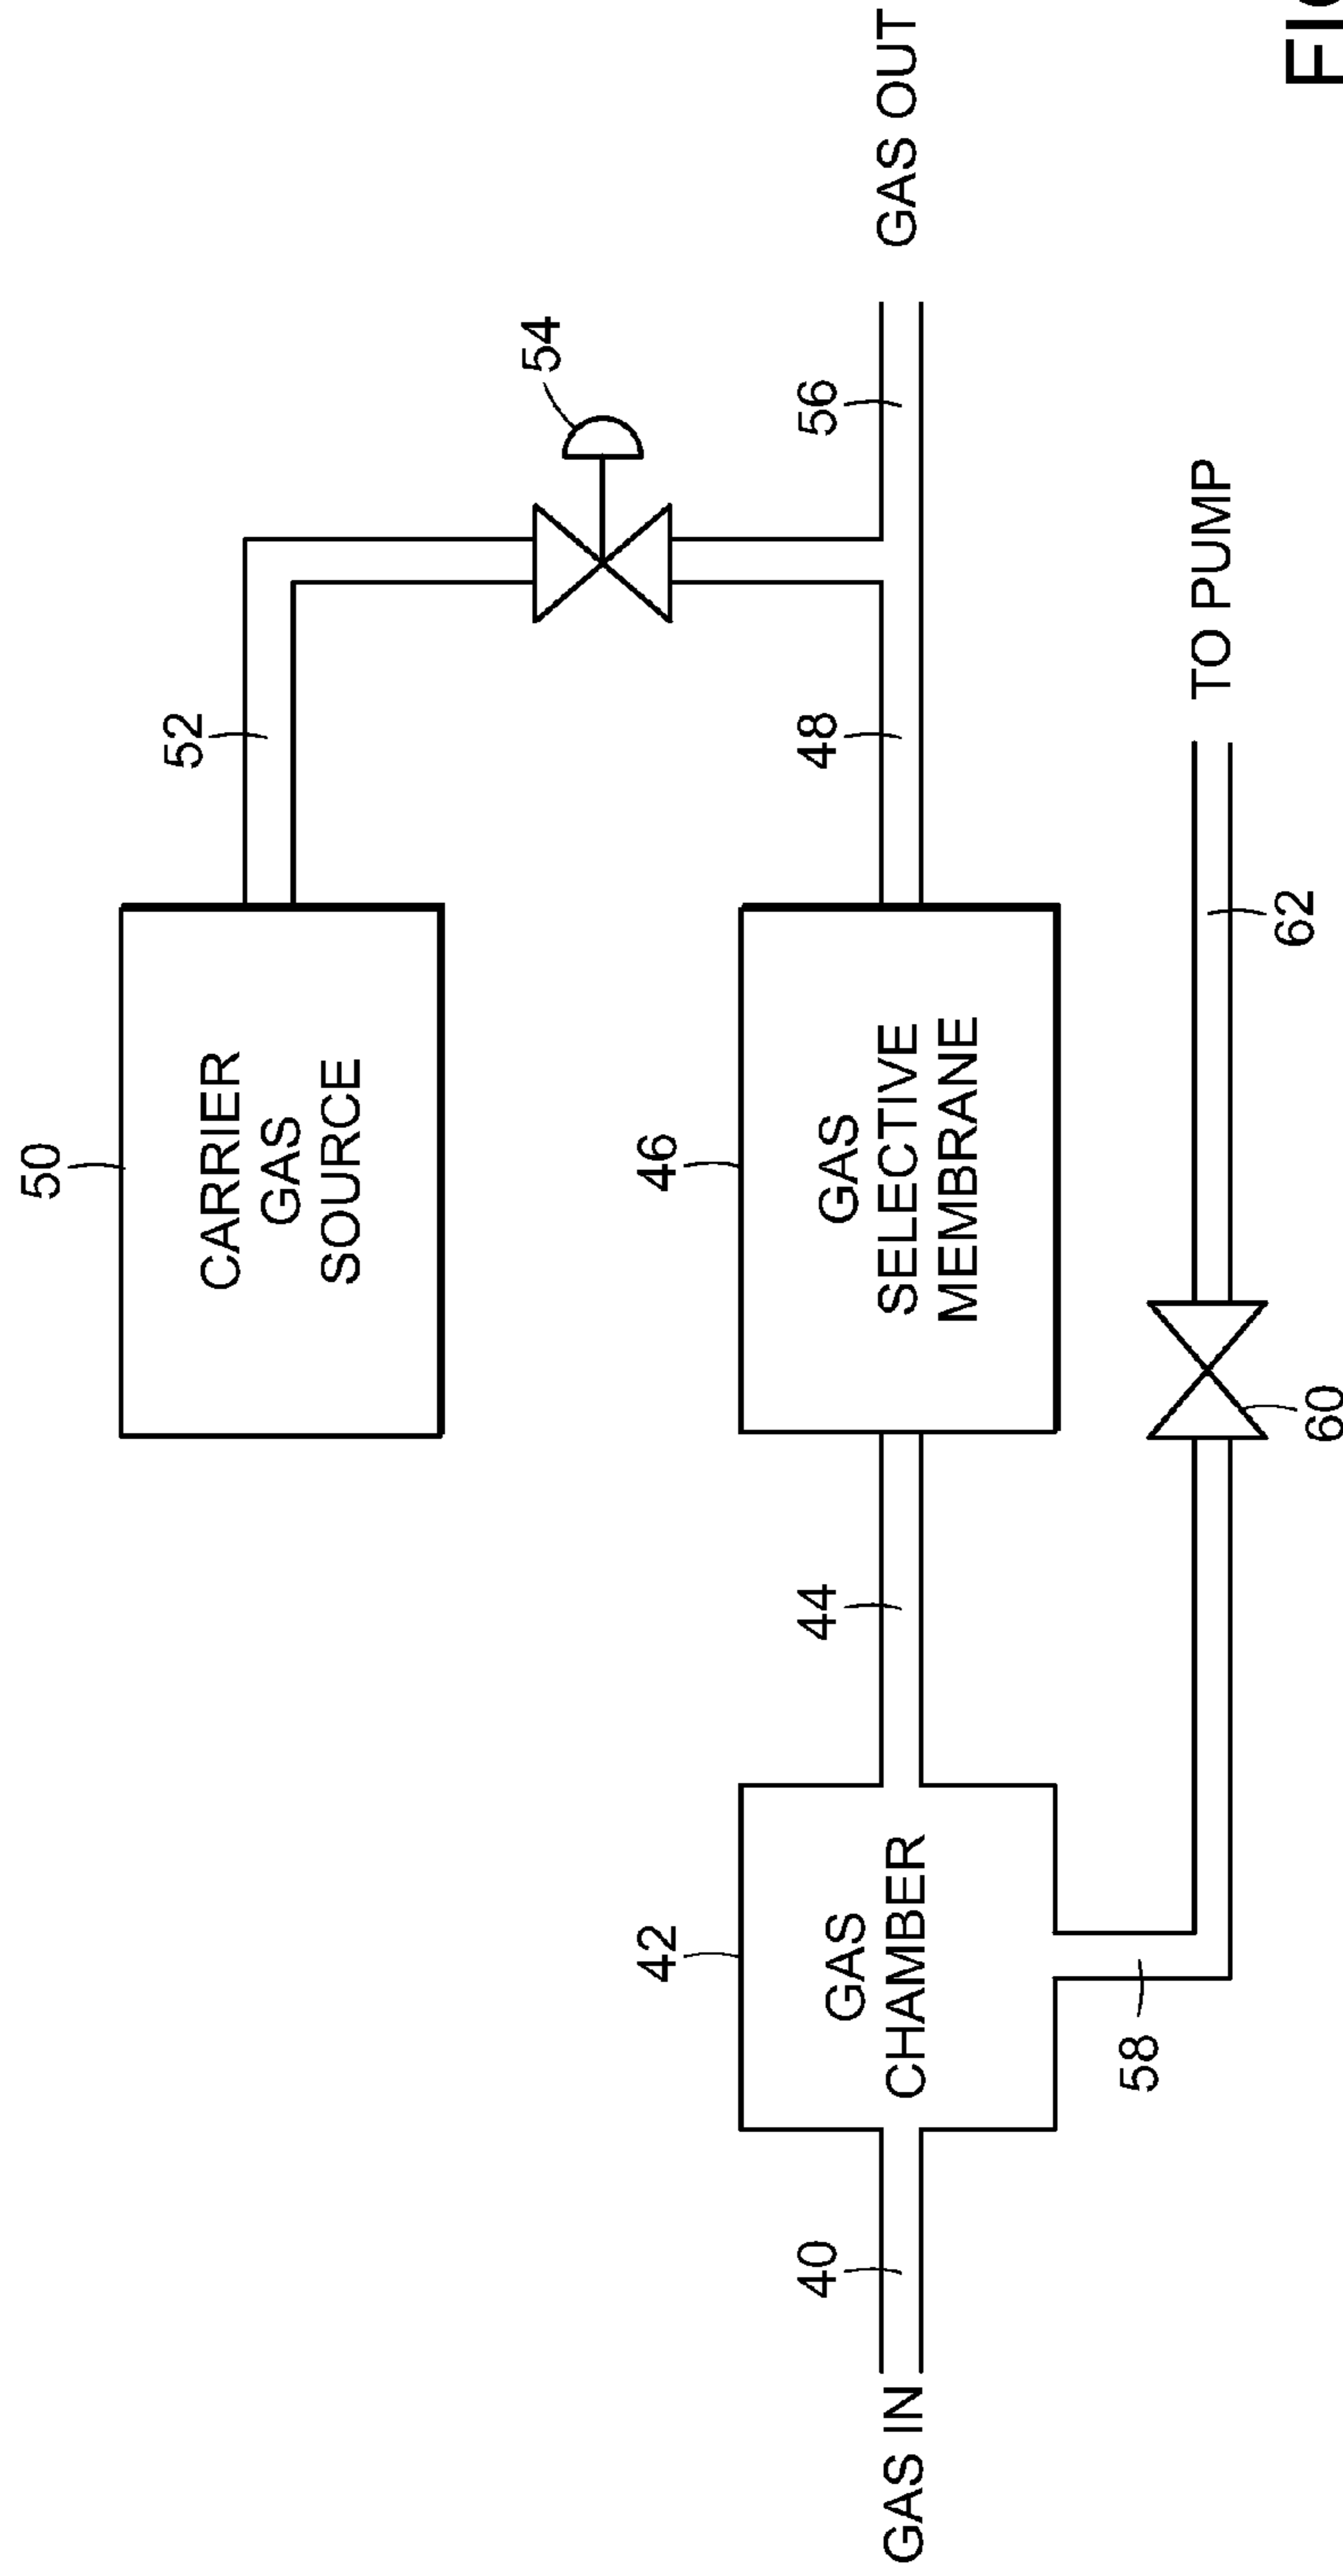 50
CARRIER
GAS
SOURCE
52
54
42
GAS
CHAMBER
46
GAS
SELECTIVE
MEMBRANE
40
44
48
56
GAS IN
GAS OUT
58
60
62
TO PUMP